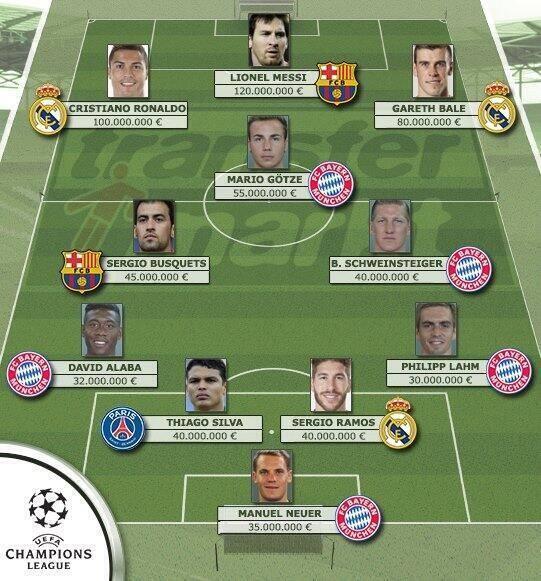 LIONEL MESSI
120.000.000 €
FCB
CRISTIANO RONALDO
100.000.000 €
GARETH BALE
80.000.000 €
transfer
markt
MARIO GÖTZE
55.000.000 €
FC BAYERN
MÜNCHEN
SERGIO BUSQUETS
45.000.000 €
FCB
B. SCHWEINSTEIGER
40.000.000 €
FC BAYERN
MÜNCHEN
DAVID ALABA
32.000.000 €
FC BAYERN
MÜNCHEN
PHILIPP LAHM
30.000.000 €
FC BAYERN
MÜNCHEN
THIAGO SILVA
40.000.000 €
PARIS
SERGIO RAMOS
40.000.000 €
MANUEL NEUER
35.000.000 €
FC BAYERN
MÜNCHEN
UEFA
CHAMPIONS
LEAGUE